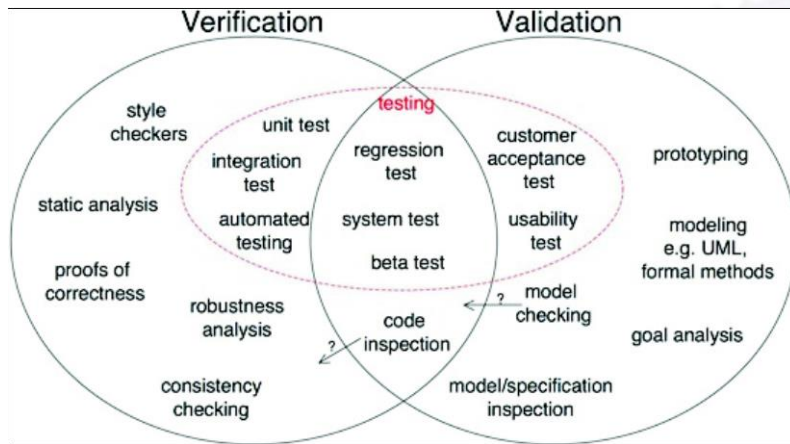 Verification
Validation
testing
style
checkers
unit test
integration
test
automated
testing
static analysis
proofs of
correctness
robustness
analysis
consistency
checking
regression
test
system test
beta test
code
inspection
?
?
customer
acceptance
test
usability
test
model
checking
model/specification
inspection
prototyping
modeling
e.g. UML,
formal methods
goal analysis